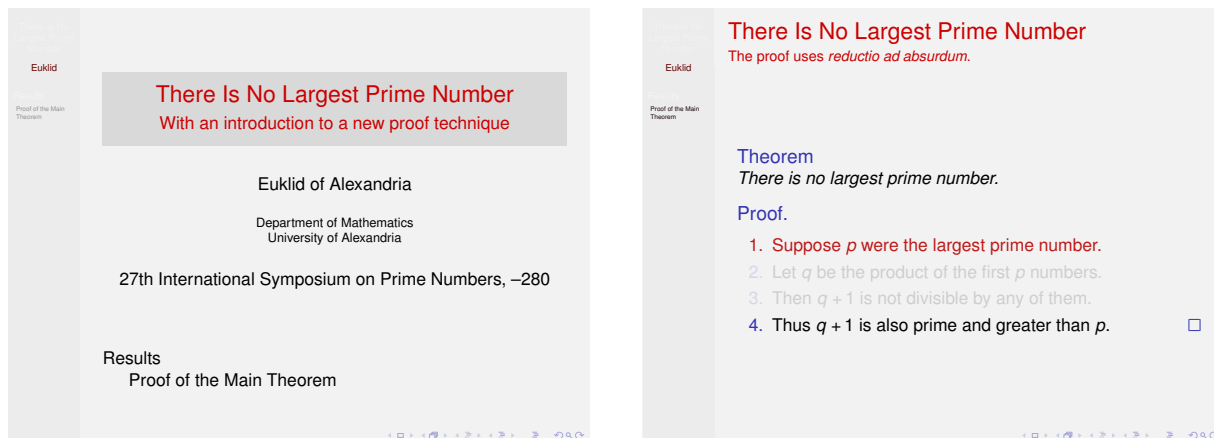 Euklid
Proof of the Main
Theorem
There Is No Largest Prime Number
With an introduction to a new proof technique
Euklid of Alexandria
Department of Mathematics
University of Alexandria
27th International Symposium on Prime Numbers, –280
Results
Proof of the Main Theorem
Euklid
Proof of the Main
Theorem
There Is No Largest Prime Number
The proof uses reductio ad absurdum.
Theorem
There is no largest prime number.
Proof.
1. Suppose p were the largest prime number.
2. Let q be the product of the first p numbers.
3. Then q + 1 is not divisible by any of them.
4. Thus q + 1 is also prime and greater than p.